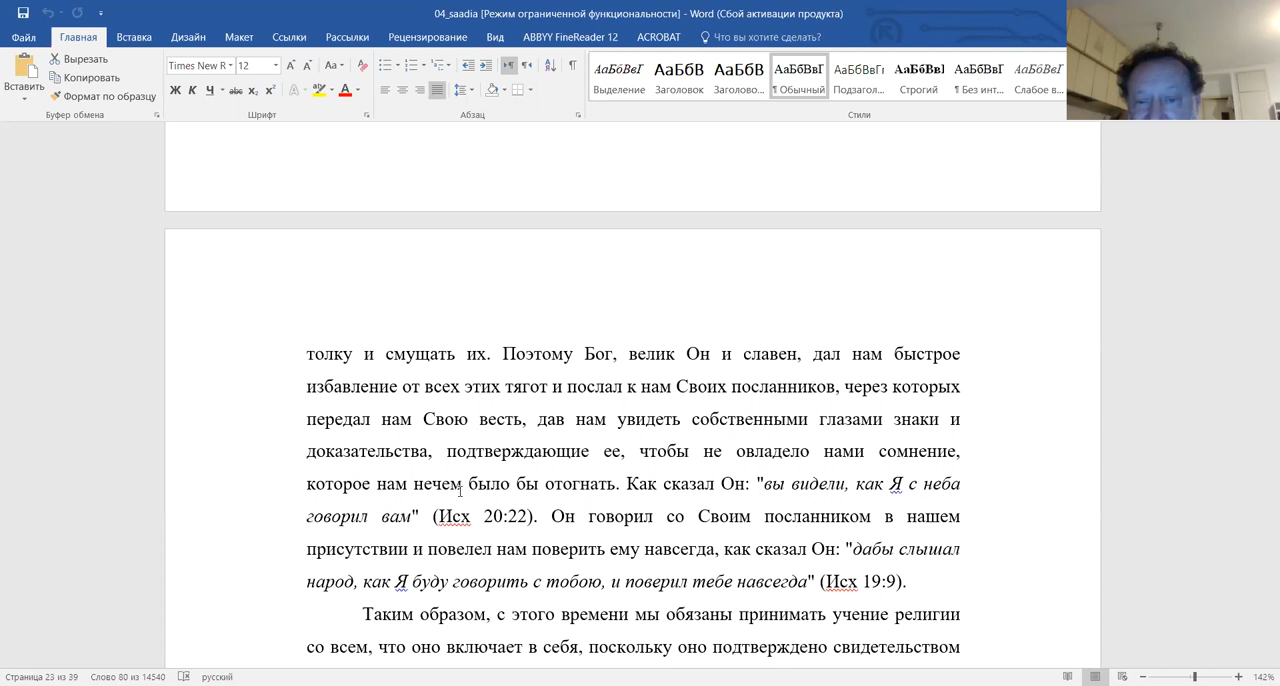 04_saadia [Режим ограниченной функциональности] - Word (Сбой активации продукта)
Файл Главная Вставка Дизайн Макет Ссылки Рассылки Рецензирование Вид ABBYY FineReader 12 ACROBAT Что вы хотите сделать?
Вставить
Вырезать
Копировать
Формат по образцу
Буфер обмена
Times New R 12
Ж К Ч abc X₂ X²
Шрифт
Абзац
АаБбВвГ АаБбВ АаБбВ АаБбВвГ АаБбВвГг АаБбВвГ АаБбВвГ АаБбВвГ
Выделение Заголовок Заголово... ¶ Обычный Подзагол... Строгий ¶ Без инт... Слабое в...
Стили
толку и смущать их. Поэтому Бог, велик Он и славен, дал нам быстрое
избавление от всех этих тягот и послал к нам Своих посланников, через которых
передал нам Свою весть, дав нам увидеть собственными глазами знаки и
доказательства, подтверждающие ее, чтобы не овладело нами сомнение,
которое нам нечем было бы отогнать. Как сказал Он: "вы видели, как Я с неба
говорил вам" (Исх 20:22). Он говорил со Своим посланником в нашем
присутствии и повелел нам поверить ему навсегда, как сказал Он: "дабы слышал
народ, как Я буду говорить с тобою, и поверил тебе навсегда" (Исх 19:9).
Таким образом, с этого времени мы обязаны принимать учение религии
со всем, что оно включает в себя, поскольку оно подтверждено свидетельством
Страница 23 из 39 Слово 80 из 14540 русский 142%